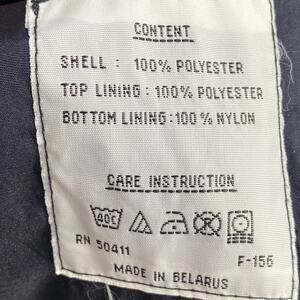 CONTENT
SHELL : 100% POLYESTER
TOP LINING : 100% POLYESTER
BOTTOM LINING : 100% NYLON
CARE INSTRUCTION
40C
RN 50411
F-156
MADE IN BELARUS